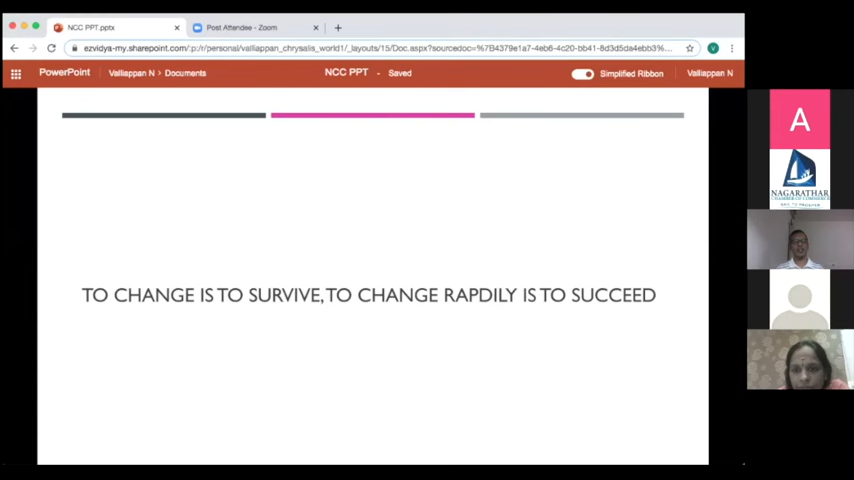 NCC PPT.pptx
Post Attendee - Zoom
ezvidya-my.sharepoint.com/:p:/r/personal/valliappan_chrysalis_world1/_layouts/15/Doc.aspx?sourcedoc=%7B4379e1a7-4eb6-4c20-bb41-8d3d5da4ebb3%...
V
PowerPoint
Valliappan N > Documents
NCC PPT - Saved
Simplified Ribbon
Valliappan N
TO CHANGE IS TO SURVIVE, TO CHANGE RAPDILY IS TO SUCCEED
A
NAGARATHAR
CHAMBER OF COMMERCE